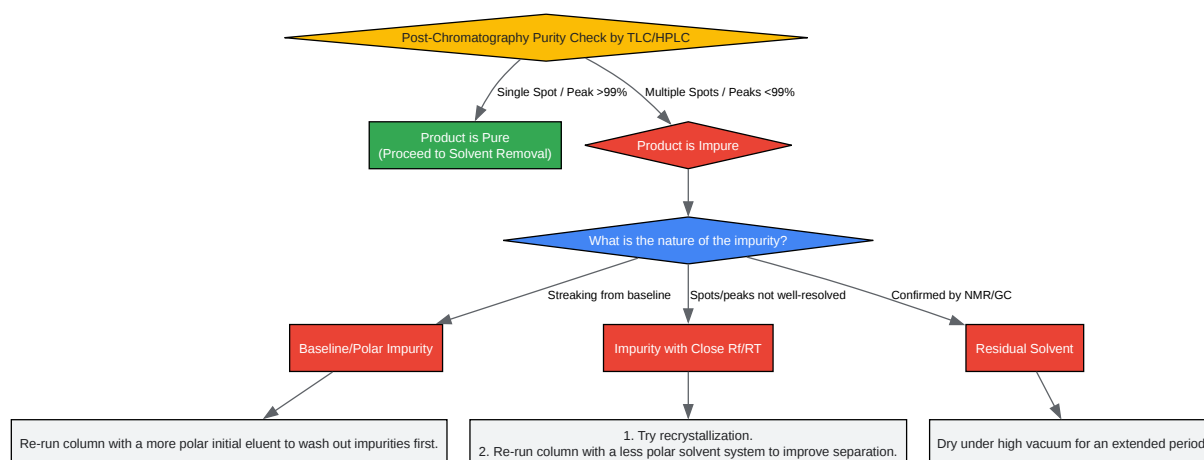 Post-Chromatography Purity Check by TLC/HPLC
Single Spot / Peak >99%
Multiple Spots / Peaks <99%
Product is Pure
(Proceed to Solvent Removal)
Product is Impure
What is the nature of the impurity?
Streaking from baseline
Spots/peaks not well-resolved
Confirmed by NMR/GC
Baseline/Polar Impurity
Impurity with Close Rf/RT
Residual Solvent
Re-run column with a more polar initial eluent to wash out impurities first.
1. Try recrystallization.
2. Re-run column with a less polar solvent system to improve separation.
Dry under high vacuum for an extended period